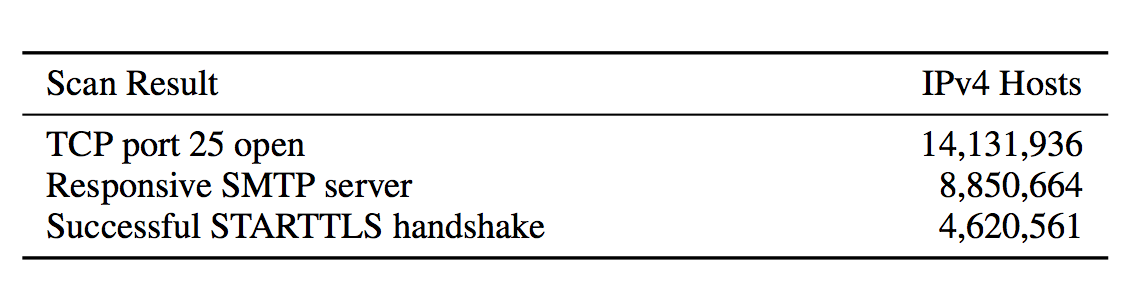 Scan Result IPv4 Hosts
TCP port 25 open 14,131,936
Responsive SMTP server 8,850,664
Successful STARTTLS handshake 4,620,561